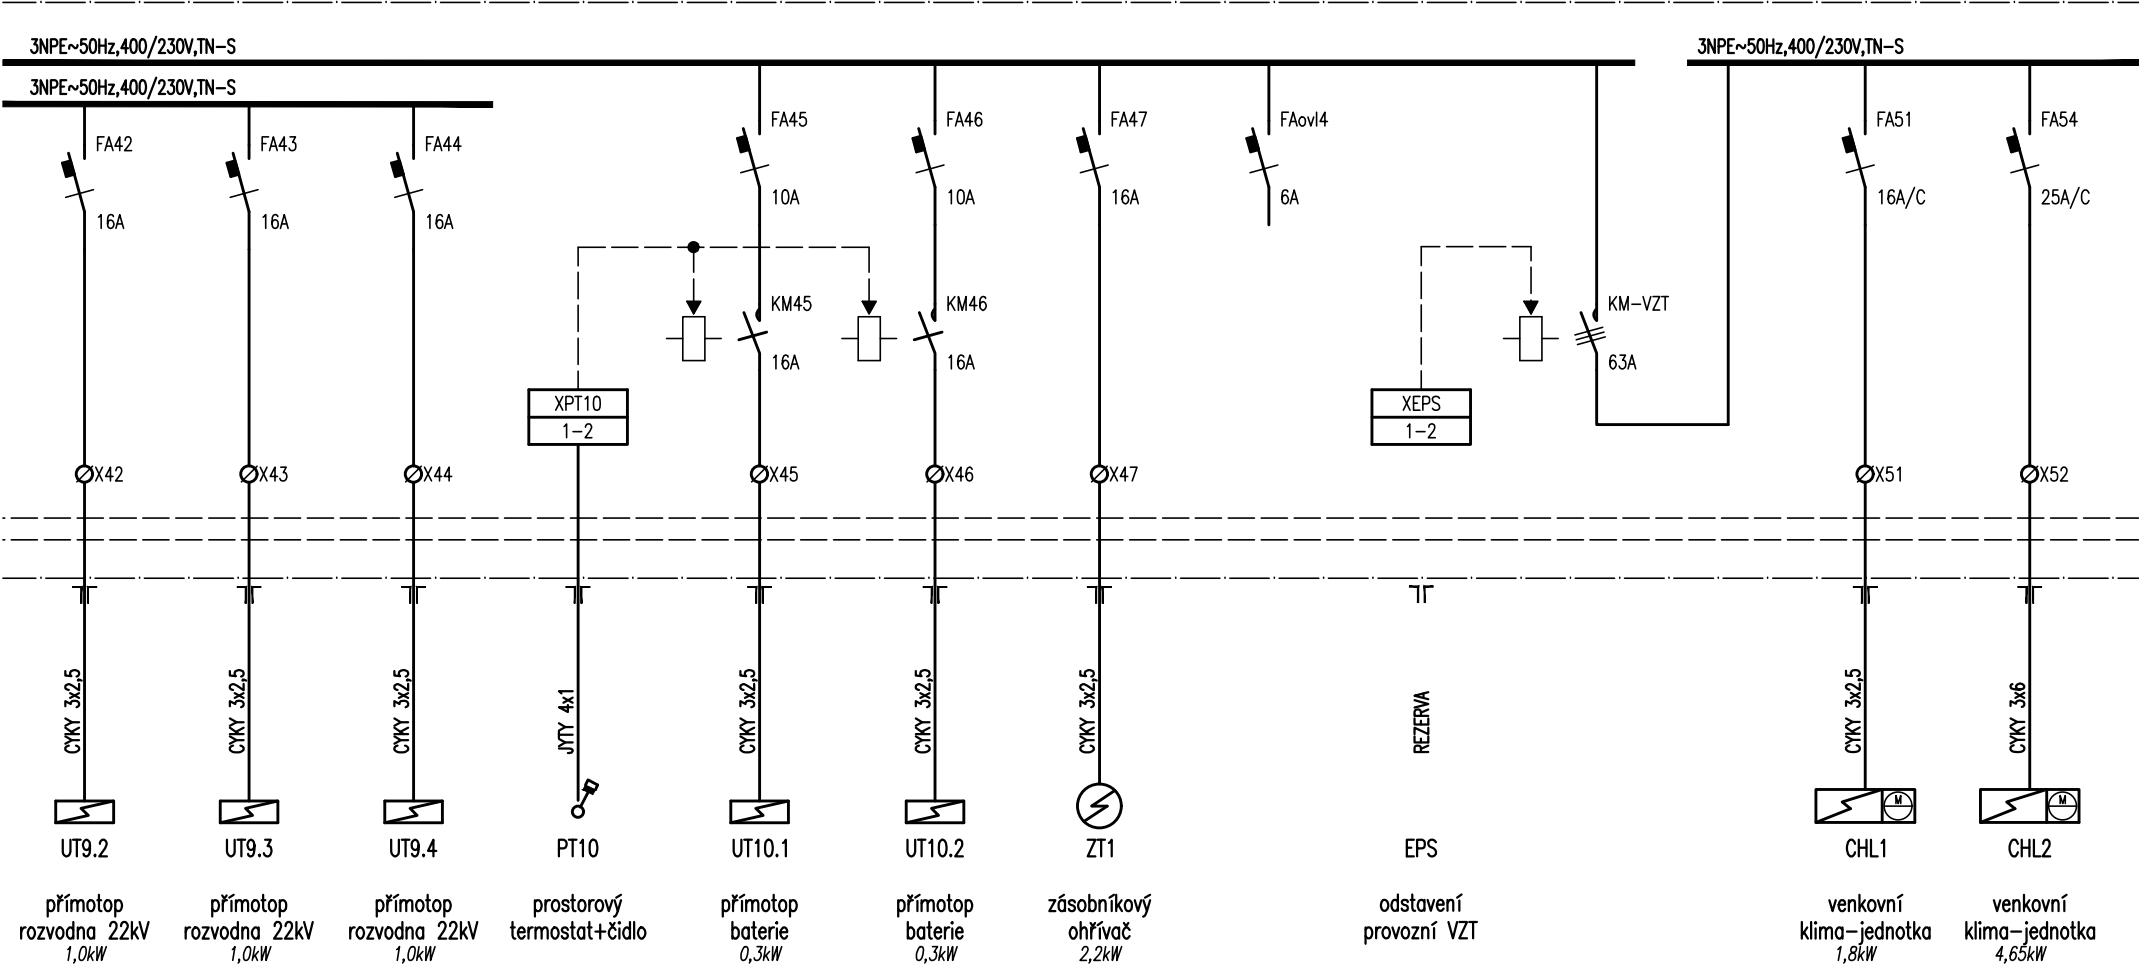 3NPE~50Hz,400/230V,TN-S
3NPE~50Hz,400/230V,TN-S
3NPE~50Hz,400/230V,TN-S
FA42
FA43
FA44
FA45
FA46
FA47
FAovl4
FA51
FA54
16A
16A
16A
10A
10A
16A
6A
16A/C
25A/C
KM45
KM46
KM-VZT
16A
16A
63A
XPT10
1-2
XEPS
1-2
X42
X43
X44
X45
X46
X47
X51
X52
CYKY 3x2,5
CYKY 3x2,5
CYKY 3x2,5
JYTY 4x1
CYKY 3x2,5
CYKY 3x2,5
CYKY 3x2,5
REZERVA
CYKY 3x2,5
CYKY 3x6
M
M
UT9.2
přímotop
rozvodna 22kV
1,0kW
UT9.3
přímotop
rozvodna 22kV
1,0kW
UT9.4
přímotop
rozvodna 22kV
1,0kW
PT10
prostorový
termostat+čidlo
UT10.1
přímotop
baterie
0,3kW
UT10.2
přímotop
baterie
0,3kW
ZT1
zásobníkový
ohřívač
2,2kW
EPS
odstavení
provozní VZT
CHL1
venkovní
klima-jednotka
1,8kW
CHL2
venkovní
klima-jednotka
4,65kW